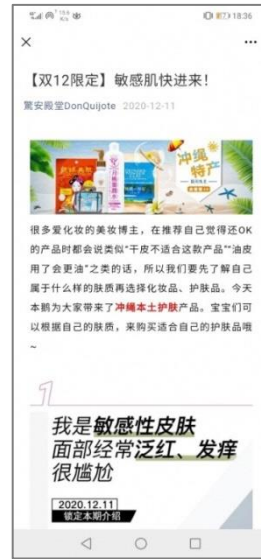 18:36
【双12限定】敏感肌快进来！
驚安殿堂DonQuijote 2020-12-11
冲绳
特产
很多爱化妆的美妆博主，在推荐自己觉得还OK
的产品时都会说类似“干皮不适合这款产品”“油皮
用了会更油”之类的话，所以我们要先了解自己
属于什么样的肤质再选择化妆品、护肤品。今天
本鹅为大家带来了冲绳本土护肤产品。宝宝们可
以根据自己的肤质，来购买适合自己的护肤品哦
~
1
我是敏感性皮肤
面部经常泛红、发痒
很尴尬
2020.12.11
锁定本期介绍